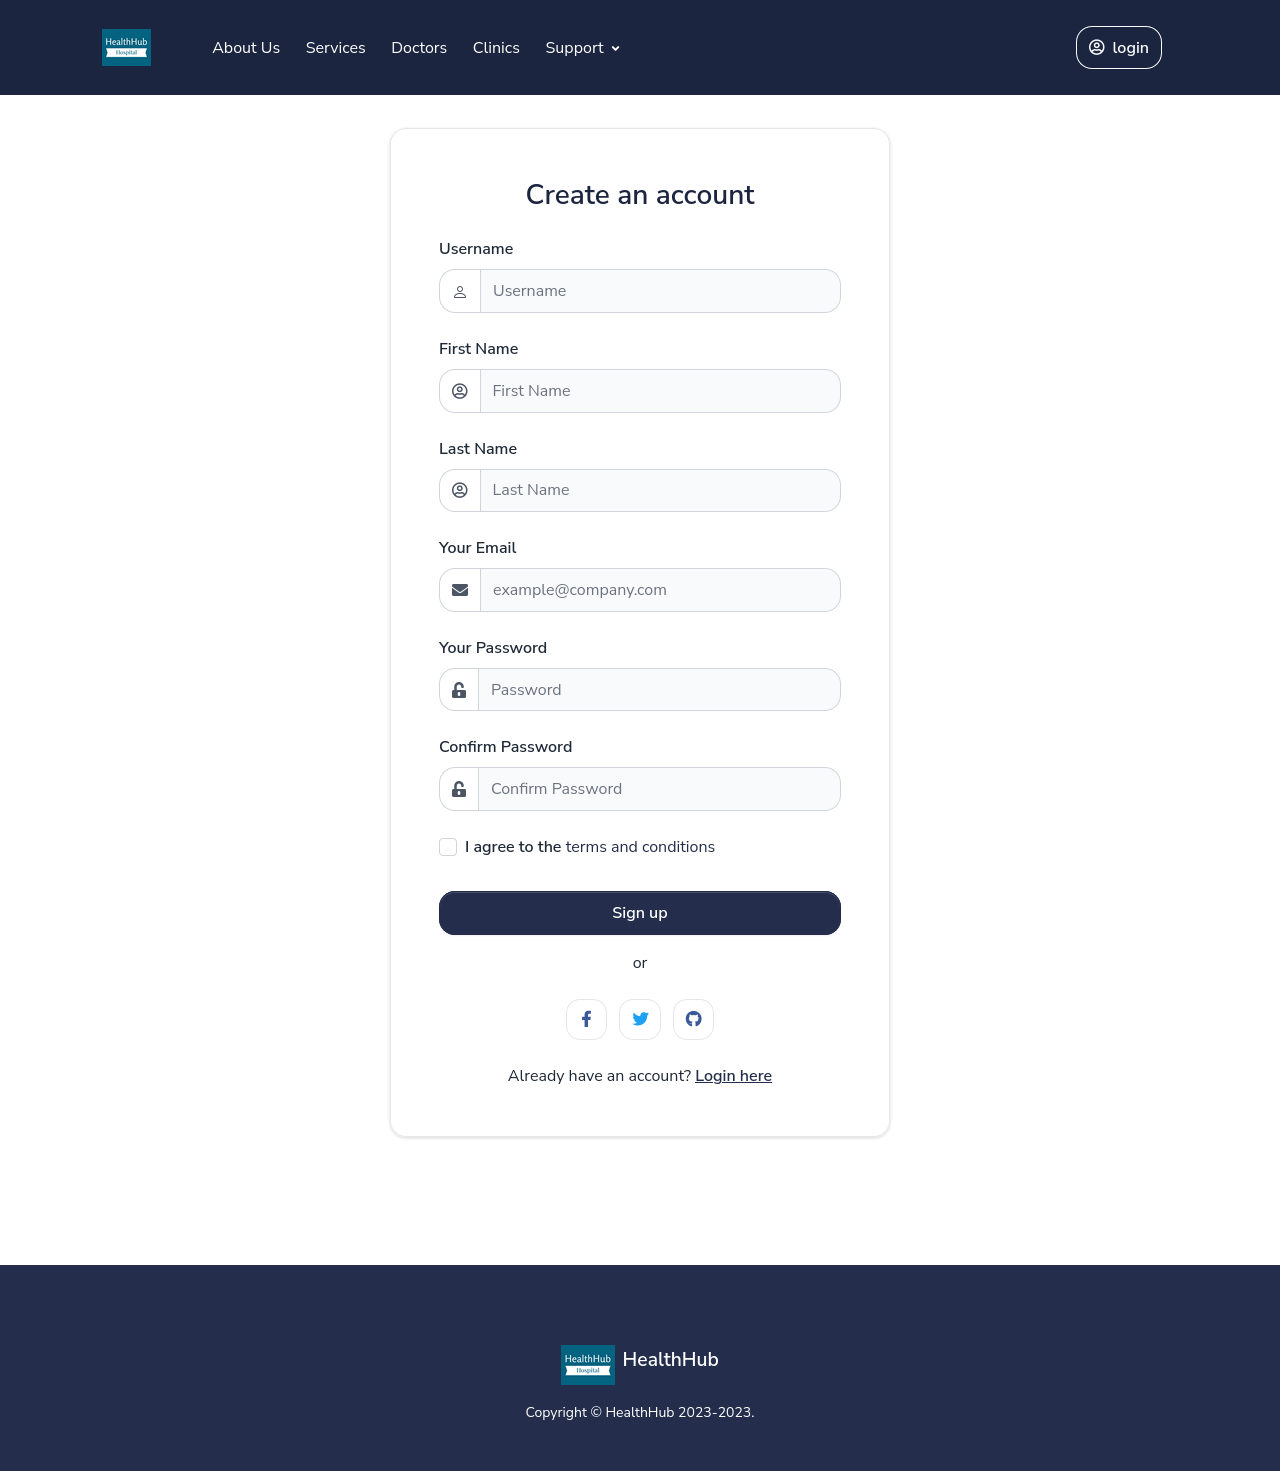 HealthHub
Hospital
About Us Services Doctors Clinics Support login
Create an account
Username
Username
First Name
First Name
Last Name
Last Name
Your Email
example@company.com
Your Password
Password
Confirm Password
Confirm Password
I agree to the terms and conditions
Sign up
or
Already have an account? Login here
HealthHub
Hospital
HealthHub
Copyright © HealthHub 2023-2023.